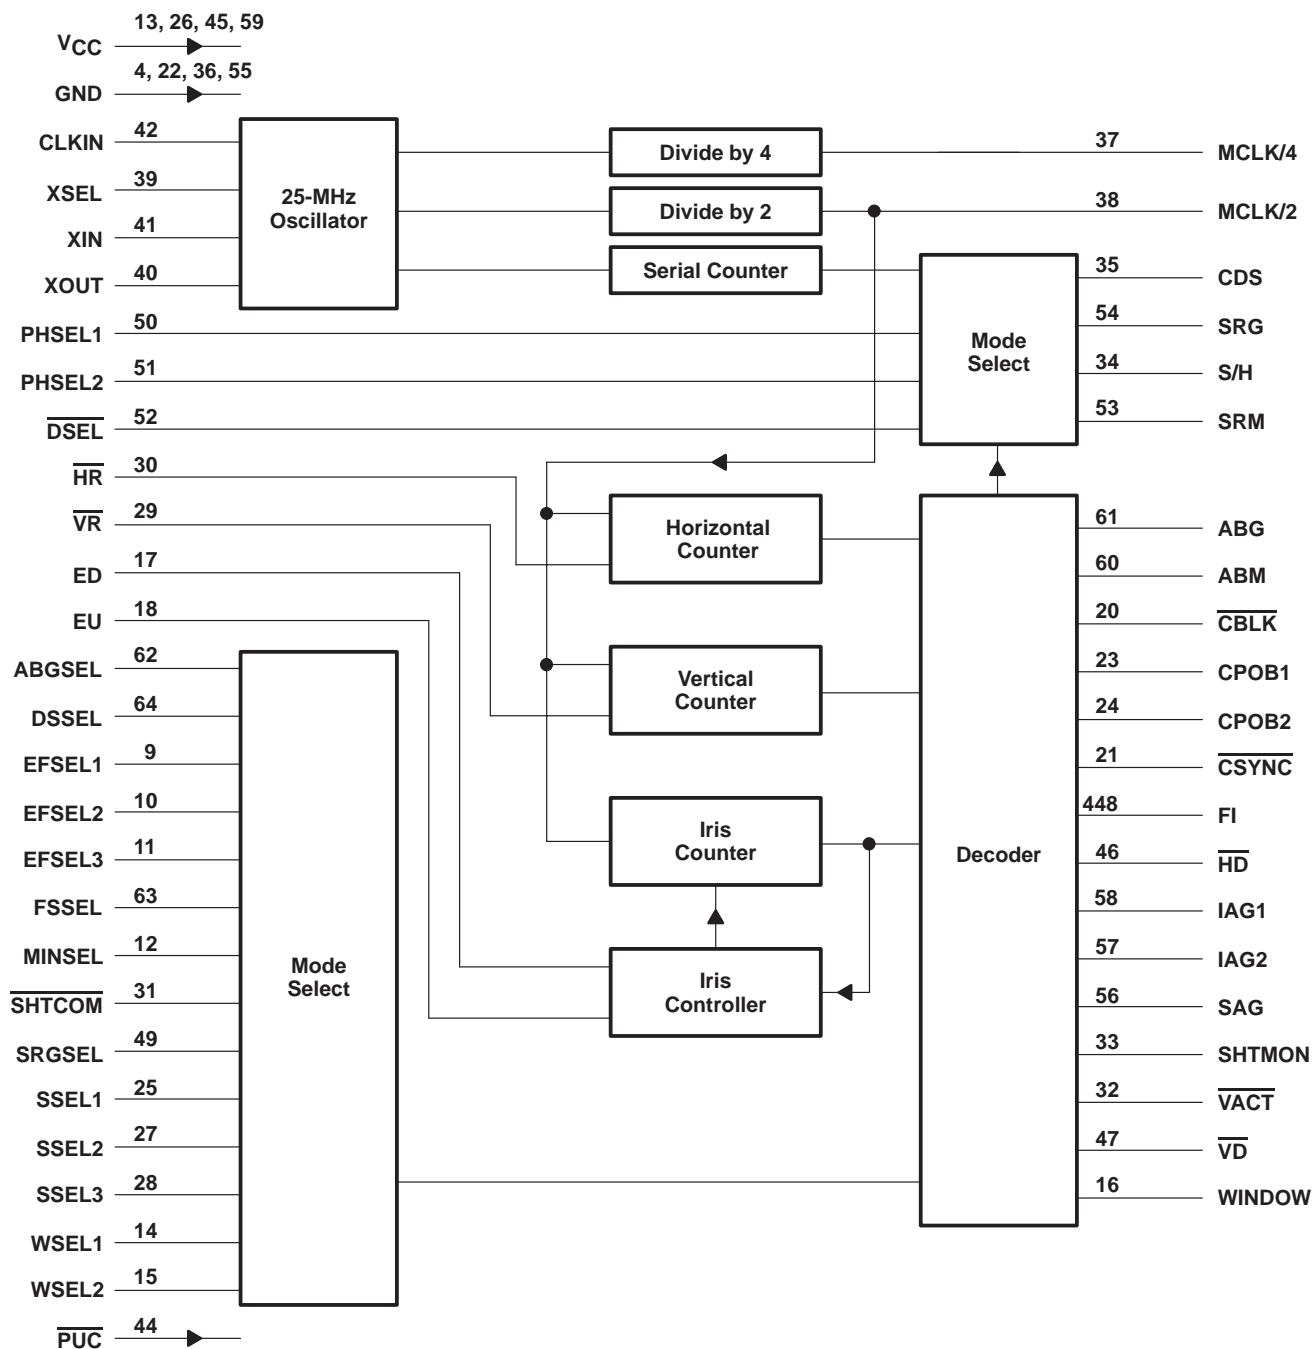 13, 26, 45, 59
VCC
4, 22, 36, 55
GND
CLKIN 42
XSEL 39
XIN 41
XOUT 40
PHSEL1 50
PHSEL2 51
DSEL 52
HR 30
VR 29
ED 17
EU 18
ABGSEL 62
DSSEL 64
EFSEL1 9
EFSEL2 10
EFSEL3 11
FSSEL 63
MINSEL 12
SHTCOM 31
SRGSEL 49
SSEL1 25
SSEL2 27
SSEL3 28
WSEL1 14
WSEL2 15
PUC 44
25-MHz
Oscillator
Mode
Select
Divide by 4
Divide by 2
Serial Counter
Horizontal
Counter
Vertical
Counter
Iris
Counter
Iris
Controller
Mode
Select
Decoder
37 MCLK/4
38 MCLK/2
35 CDS
54 SRG
34 S/H
53 SRM
61 ABG
60 ABM
20 CBLK
23 CPOB1
24 CPOB2
21 CSYNC
448 FI
46 HD
58 IAG1
57 IAG2
56 SAG
33 SHTMON
32 VACT
47 VD
16 WINDOW